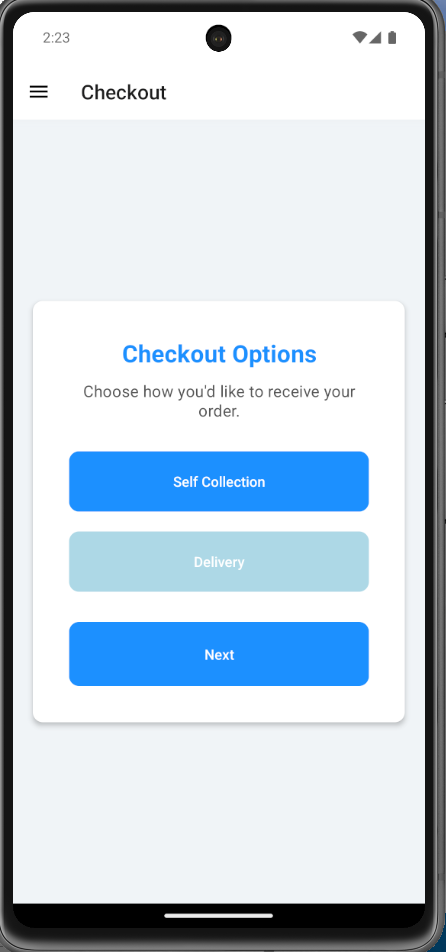 2:23
Checkout
Checkout Options
Choose how you'd like to receive your
order.
Self Collection
Delivery
Next